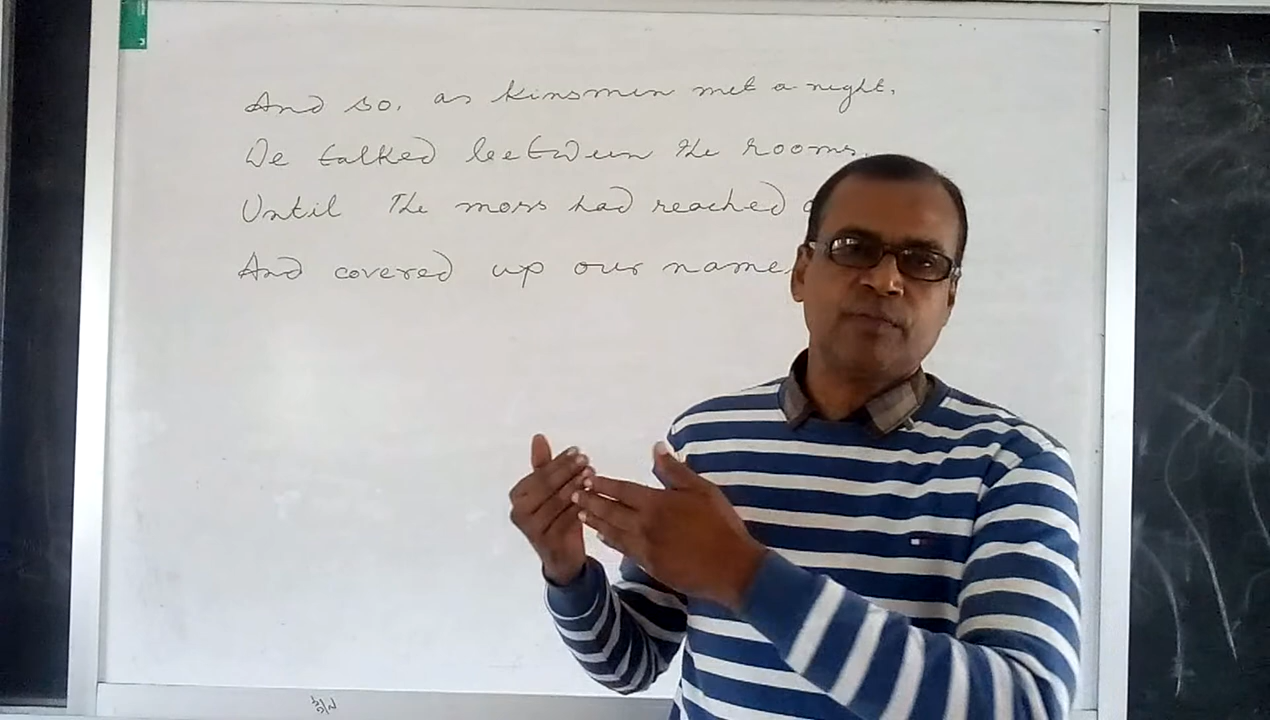 And so, as kinsmen met a night,
We talked between the rooms,
Until the moss had reached
And covered up our name